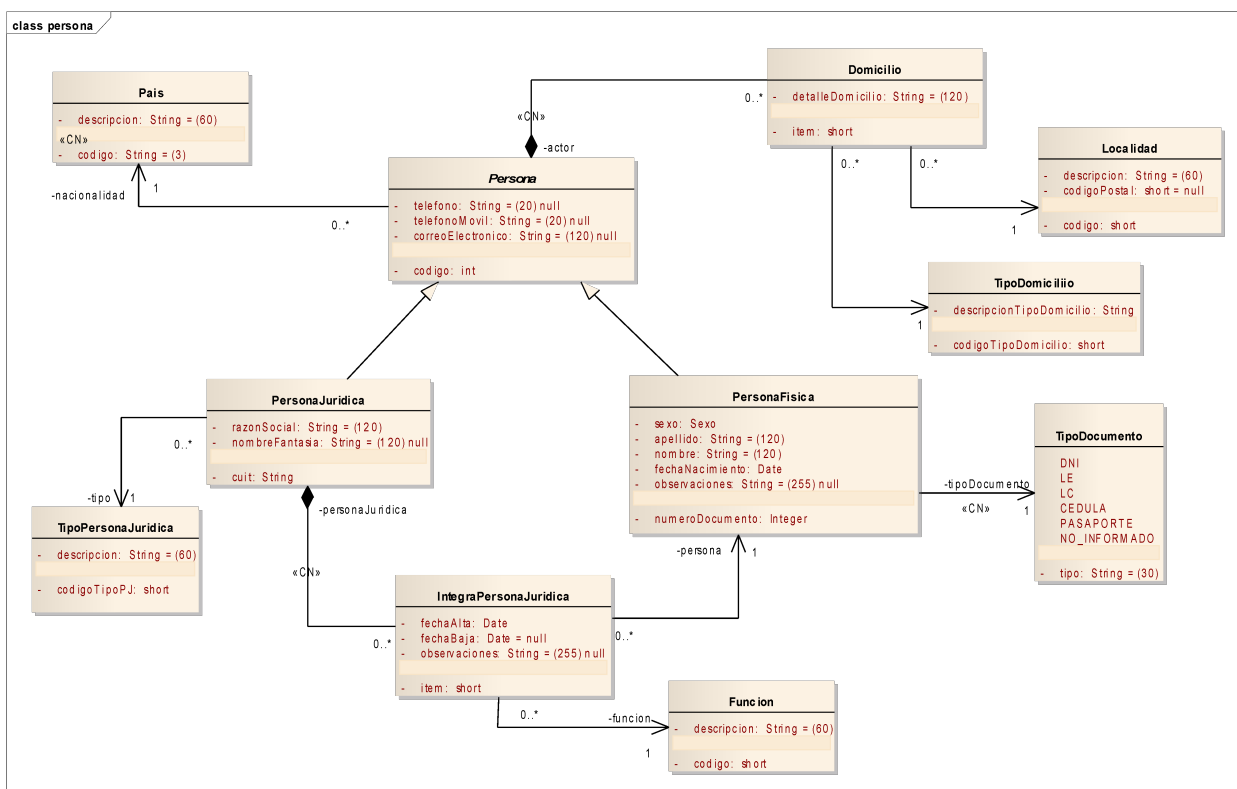 class persona
Pais
- descripcion: String = (60)
«CN»
- codigo: String = (3)
-nacionalidad
1
0..*
«CN»
-actor
Persona
- telefono: String = (20) null
- telefonoMovil: String = (20) null
- correoElectronico: String = (120) null
- codigo: int
Domicilio
- detalleDomicilio: String = (120)
- item: short
0..*
0..*
0..*
Localidad
- descripcion: String = (60)
- codigoPostal: short = null
- codigo: short
1
TipoDomiciliio
- descripcionTipoDomicilio: String
- codigoTipoDomicilio: short
1
PersonaJuridica
- razonSocial: String = (120)
- nombreFantasia: String = (120) null
- cuit: String
0..*
-tipo
1
-personaJuridica
«CN»
0..*
TipoPersonaJuridica
- descripcion: String = (60)
- codigoTipoPJ: short
PersonaFisica
- sexo: Sexo
- apellido: String = (120)
- nombre: String = (120)
- fechaNacimiento: Date
- observaciones: String = (255) null
- numeroDocumento: Integer
-tipoDocumento
«CN»
1
TipoDocumento
DNI
LE
LC
CEDULA
PASAPORTE
NO_INFORMADO
- tipo: String = (30)
-persona
1
IntegraPersonaJuridica
- fechaAlta: Date
- fechaBaja: Date = null
- observaciones: String = (255) null
- item: short
0..*
0..*
-funcion
1
Funcion
- descripcion: String = (60)
- codigo: short